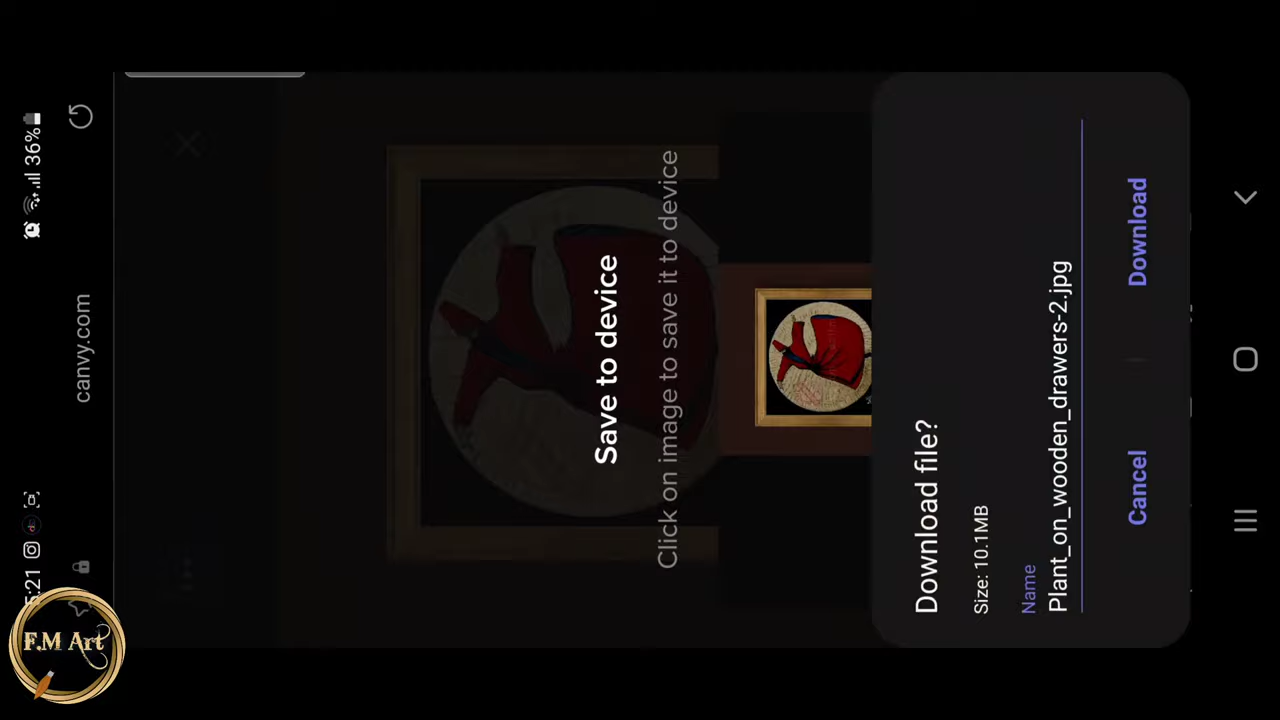 36%
canvy.com
Save to device
Click on image to save it to device
Download file?
Size: 10.1MB
Name
Plant_on_wooden_drawers-2.jpg
Cancel
Download
F.M Art